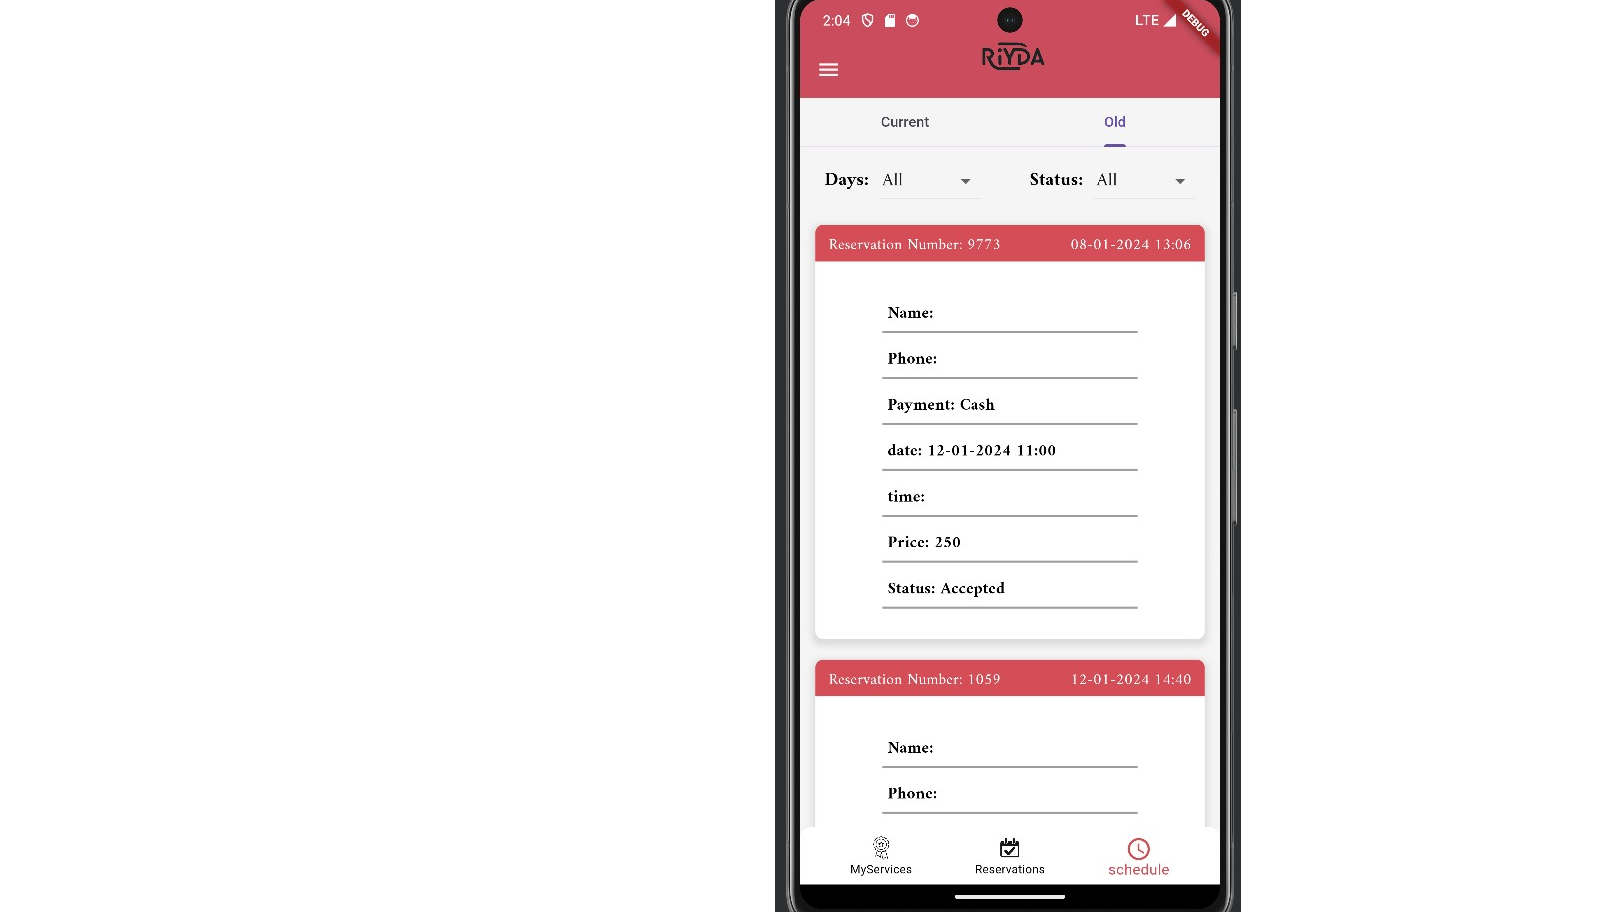 2:04 LTE DEBUG
RiYDA
Current Old
Days: All Status: All
Reservation Number: 9773 08-01-2024 13:06
Name:
Phone:
Payment: Cash
date: 12-01-2024 11:00
time:
Price: 250
Status: Accepted
Reservation Number: 1059 12-01-2024 14:40
Name:
Phone:
MyServices Reservations schedule